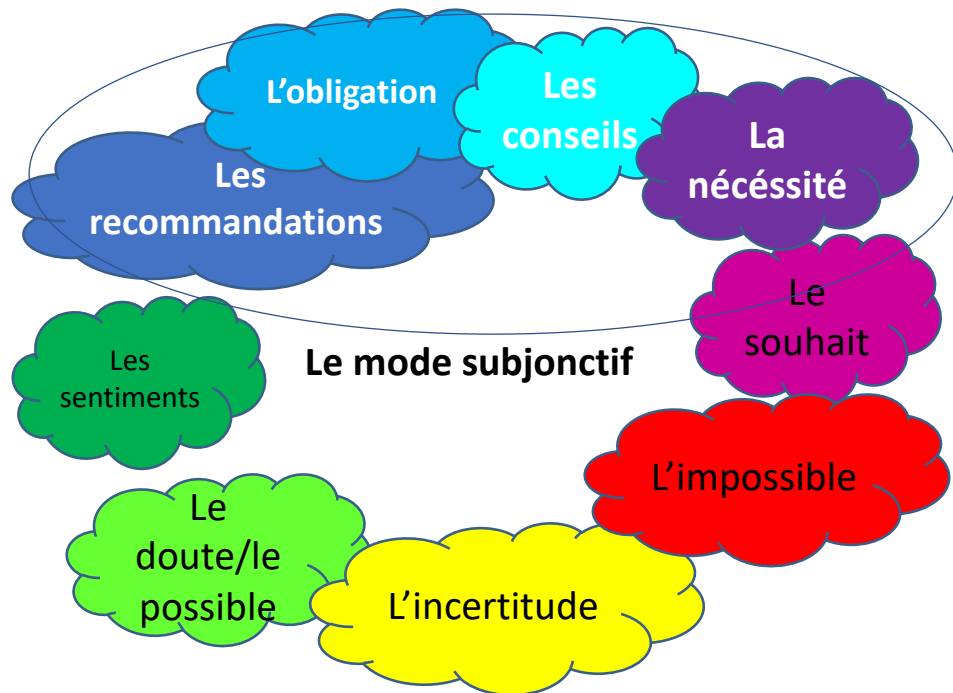 L'obligation
Les
conseils
La
nécéssité
Les
recommandations
Le
souhait
Les
sentiments
Le mode subjonctif
L'impossible
Le
doute/le
possible
L'incertitude